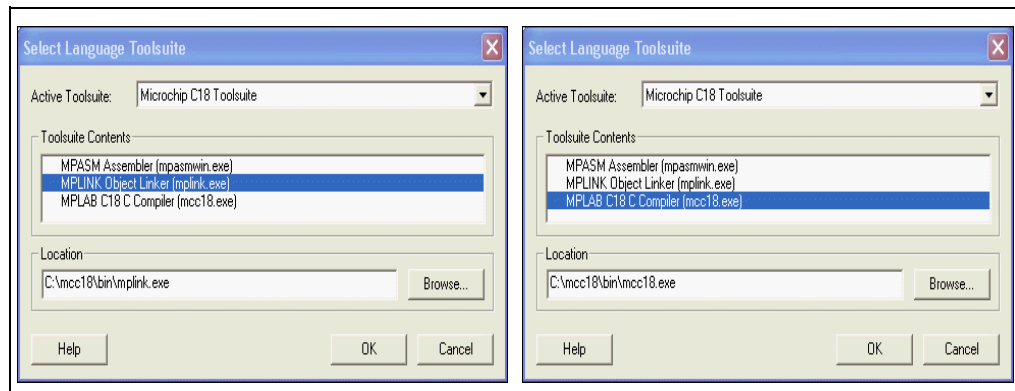 Select Language Toolsuite
Active Toolsuite: Microchip C18 Toolsuite
Toolsuite Contents
MPASM Assembler (mpasmwin.exe)
MPLINK Object Linker (mplink.exe)
MPLAB C18 C Compiler (mcc18.exe)
Location
C:\mcc18\bin\mplink.exe Browse...
Help OK Cancel
Select Language Toolsuite
Active Toolsuite: Microchip C18 Toolsuite
Toolsuite Contents
MPASM Assembler (mpasmwin.exe)
MPLINK Object Linker (mplink.exe)
MPLAB C18 C Compiler (mcc18.exe)
Location
C:\mcc18\bin\mcc18.exe Browse...
Help OK Cancel